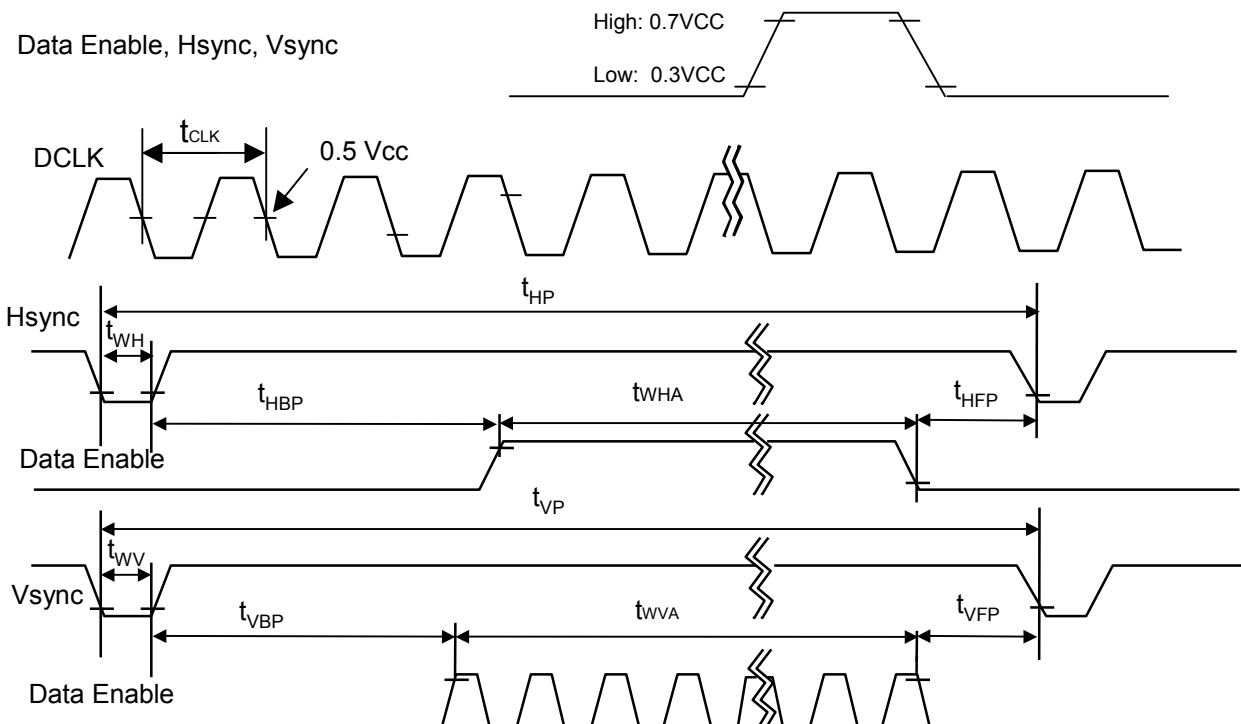 High: 0.7VCC
Data Enable, Hsync, Vsync
Low: 0.3VCC
tCLK
DCLK
0.5 Vcc
tHP
Hsync
tWH
tHBP
tWHA
tHFP
Data Enable
tVP
tWV
Vsync
tVBP
tWVA
tVFP
Data Enable